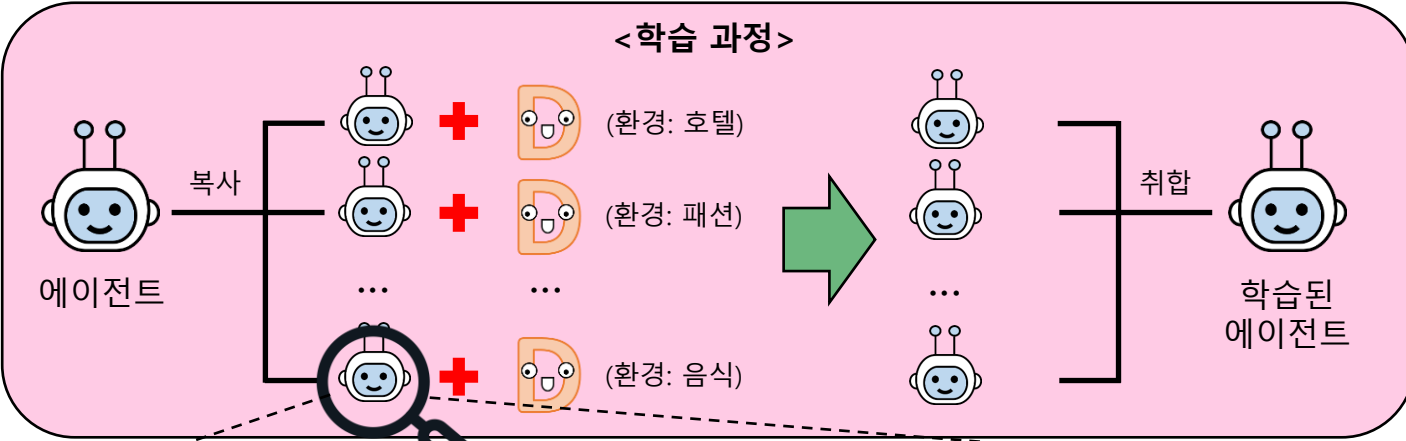 <학습 과정>
복사
에이전트
D (환경: 호텔)
D (환경: 패션)
... ... ...
D (환경: 음식)
취합
학습된
에이전트